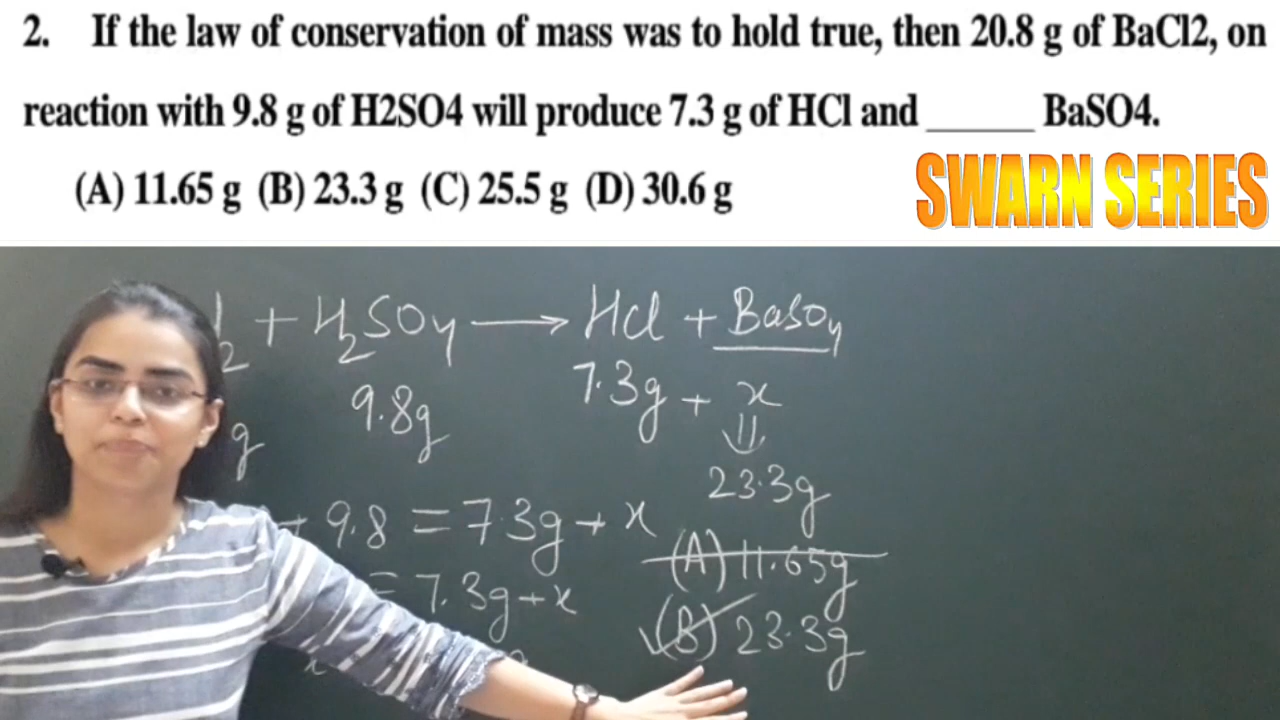 2. If the law of conservation of mass was to hold true, then 20.8 g of BaCl2, on
reaction with 9.8 g of H2SO4 will produce 7.3 g of HCl and ______ BaSO4.
(A) 11.65 g (B) 23.3 g (C) 25.5 g (D) 30.6 g
SWARN SERIES
2 + H2SO4 → HCl + BaSO4
g 9.8g 7.3g + x
23.3g
+ 9.8 = 7.3g + x
(A) 11.65g
= 7.3g + x
(B) 23.3g
x